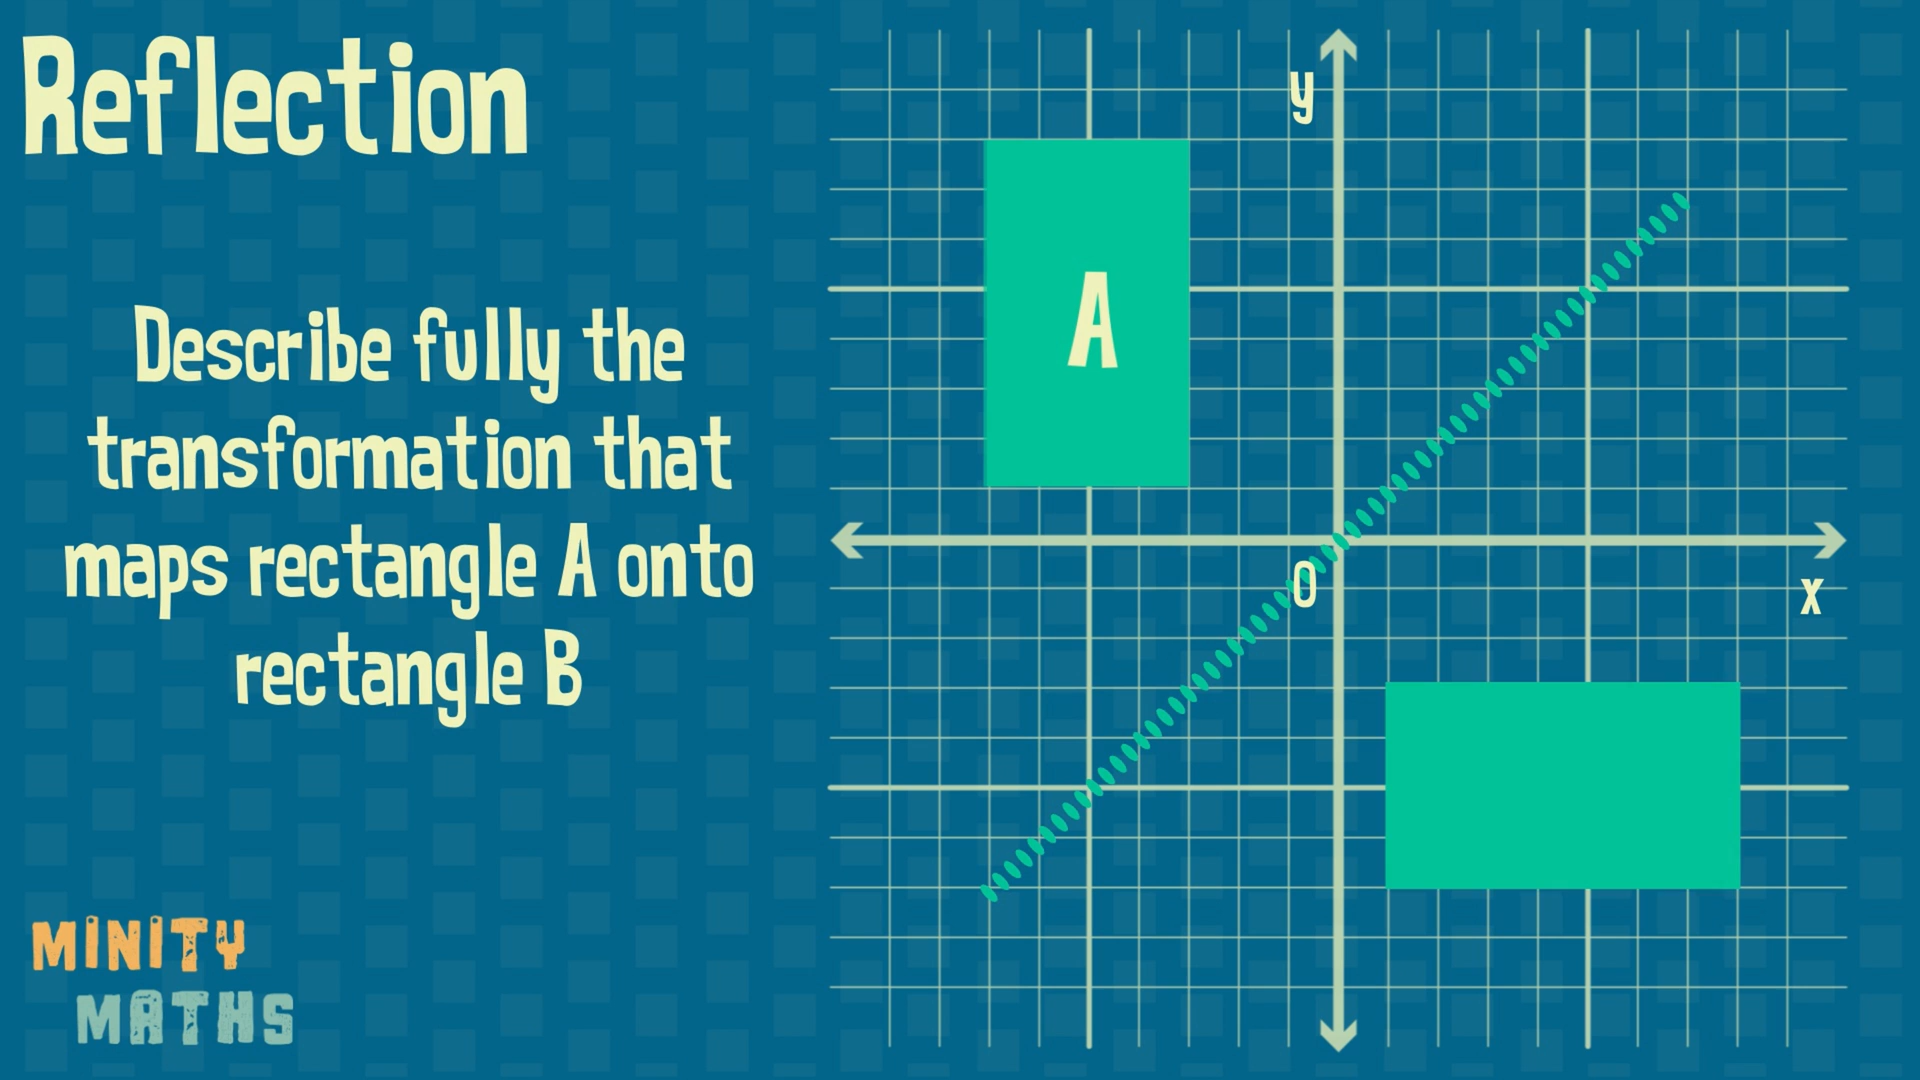 Reflection
Describe fully the
transformation that
maps rectangle A onto
rectangle B
MINITY
MATHS
y
A
0
x